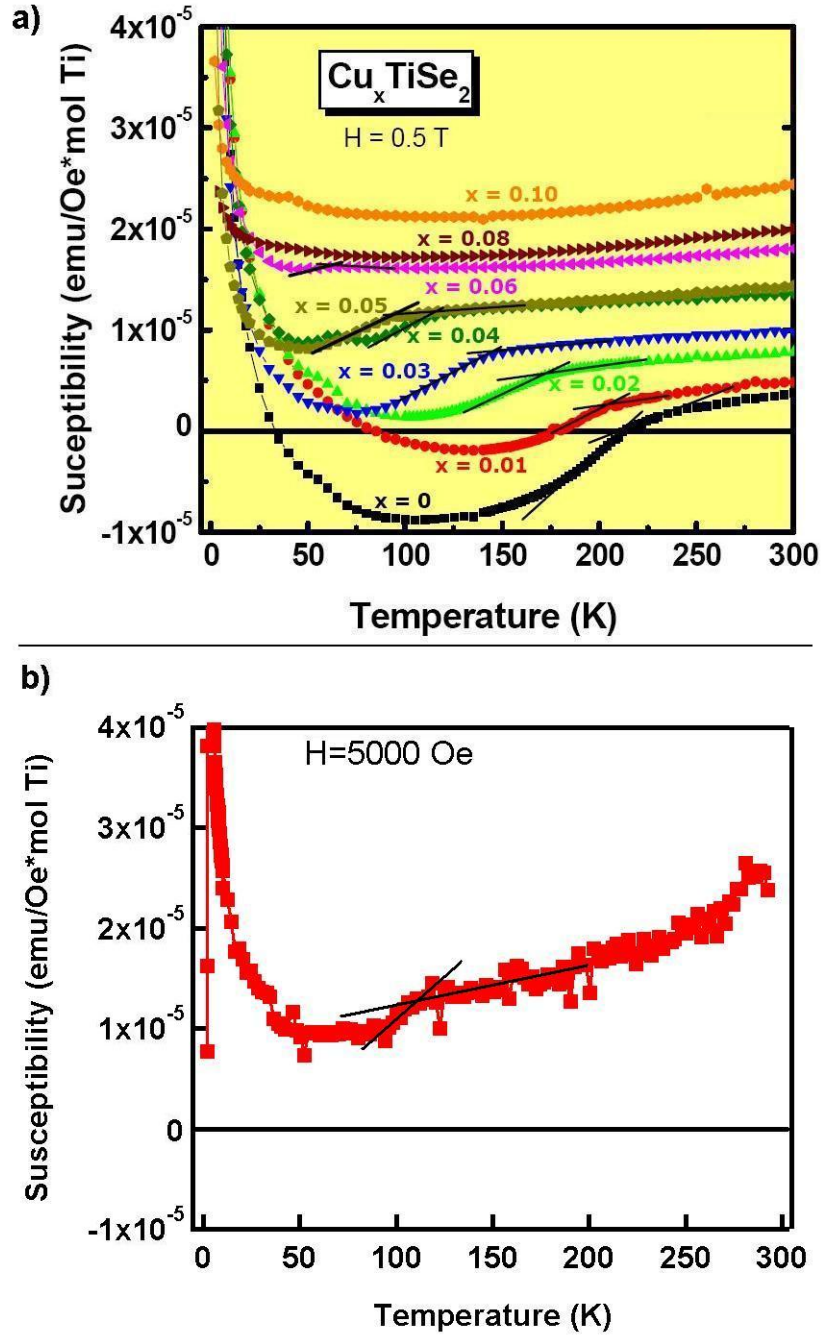 a)
Suceptibility (emu/Oe*mol Ti)
4x10⁻⁵
3x10⁻⁵
2x10⁻⁵
1x10⁻⁵
0
-1x10⁻⁵
CuₓTiSe₂
H = 0.5 T
x = 0.10
x = 0.08
x = 0.06
x = 0.05
x = 0.04
x = 0.03
x = 0.02
x = 0.01
x = 0
0 50 100 150 200 250 300
Temperature (K)
b)
Susceptibility (emu/Oe*mol Ti)
4x10⁻⁵
3x10⁻⁵
2x10⁻⁵
1x10⁻⁵
0
-1x10⁻⁵
H=5000 Oe
0 50 100 150 200 250 300
Temperature (K)